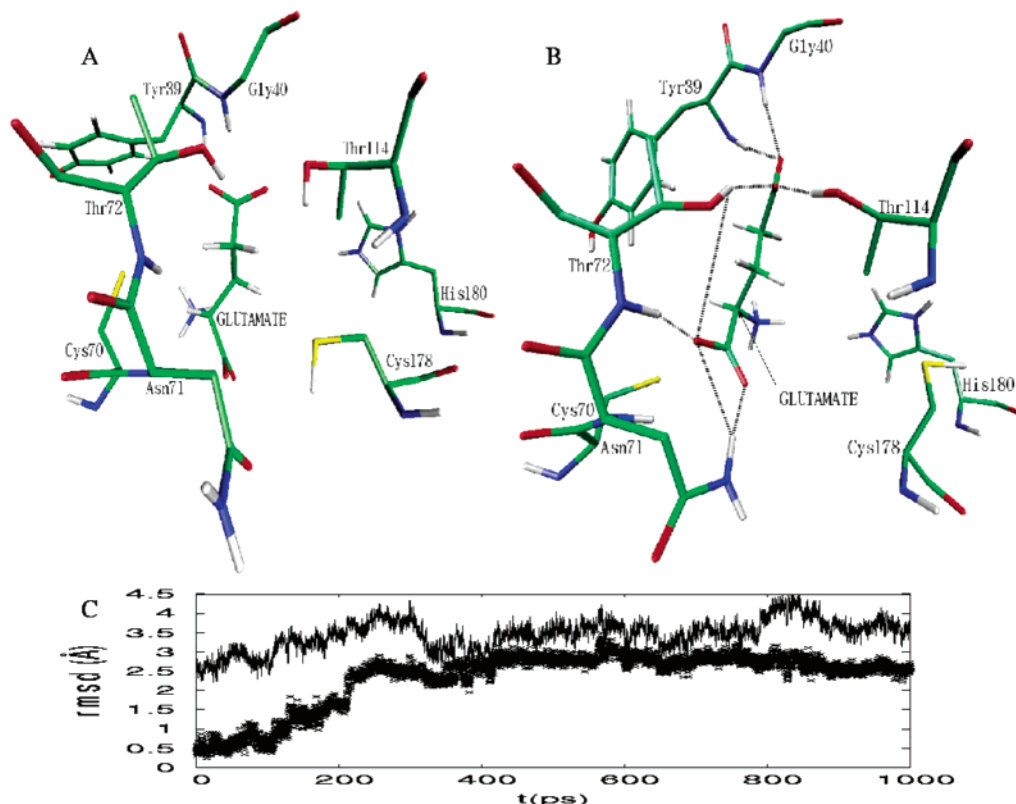 A
Tyr39
Gly40
Thr114
Thr72
His180
GLUTAMATE
Cys70
Cys178
Asn71
B
Gly40
Tyr39
Thr114
Thr72
GLUTAMATE
His180
Cys70
Asn71
Cys178
C
4.5
4
3.5
3
2.5
2
1.5
1
0.5
0
rmsd(Å)
0
200
400
600
800
1000
t(ps)